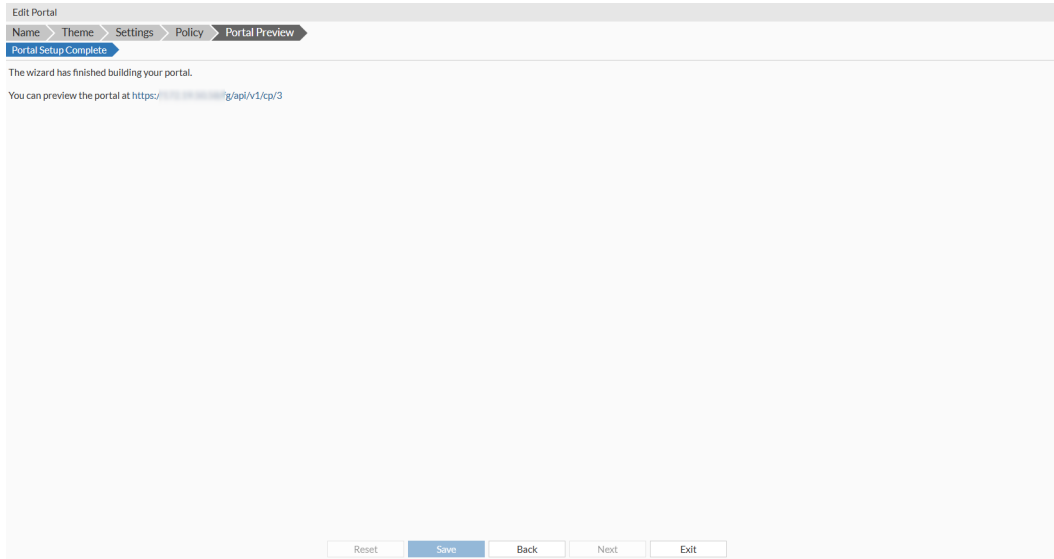 Edit Portal
Name Theme Settings Policy Portal Preview
Portal Setup Complete
The wizard has finished building your portal.
You can preview the portal at https:/ g/api/v1/cp/3
Reset Save Back Next Exit